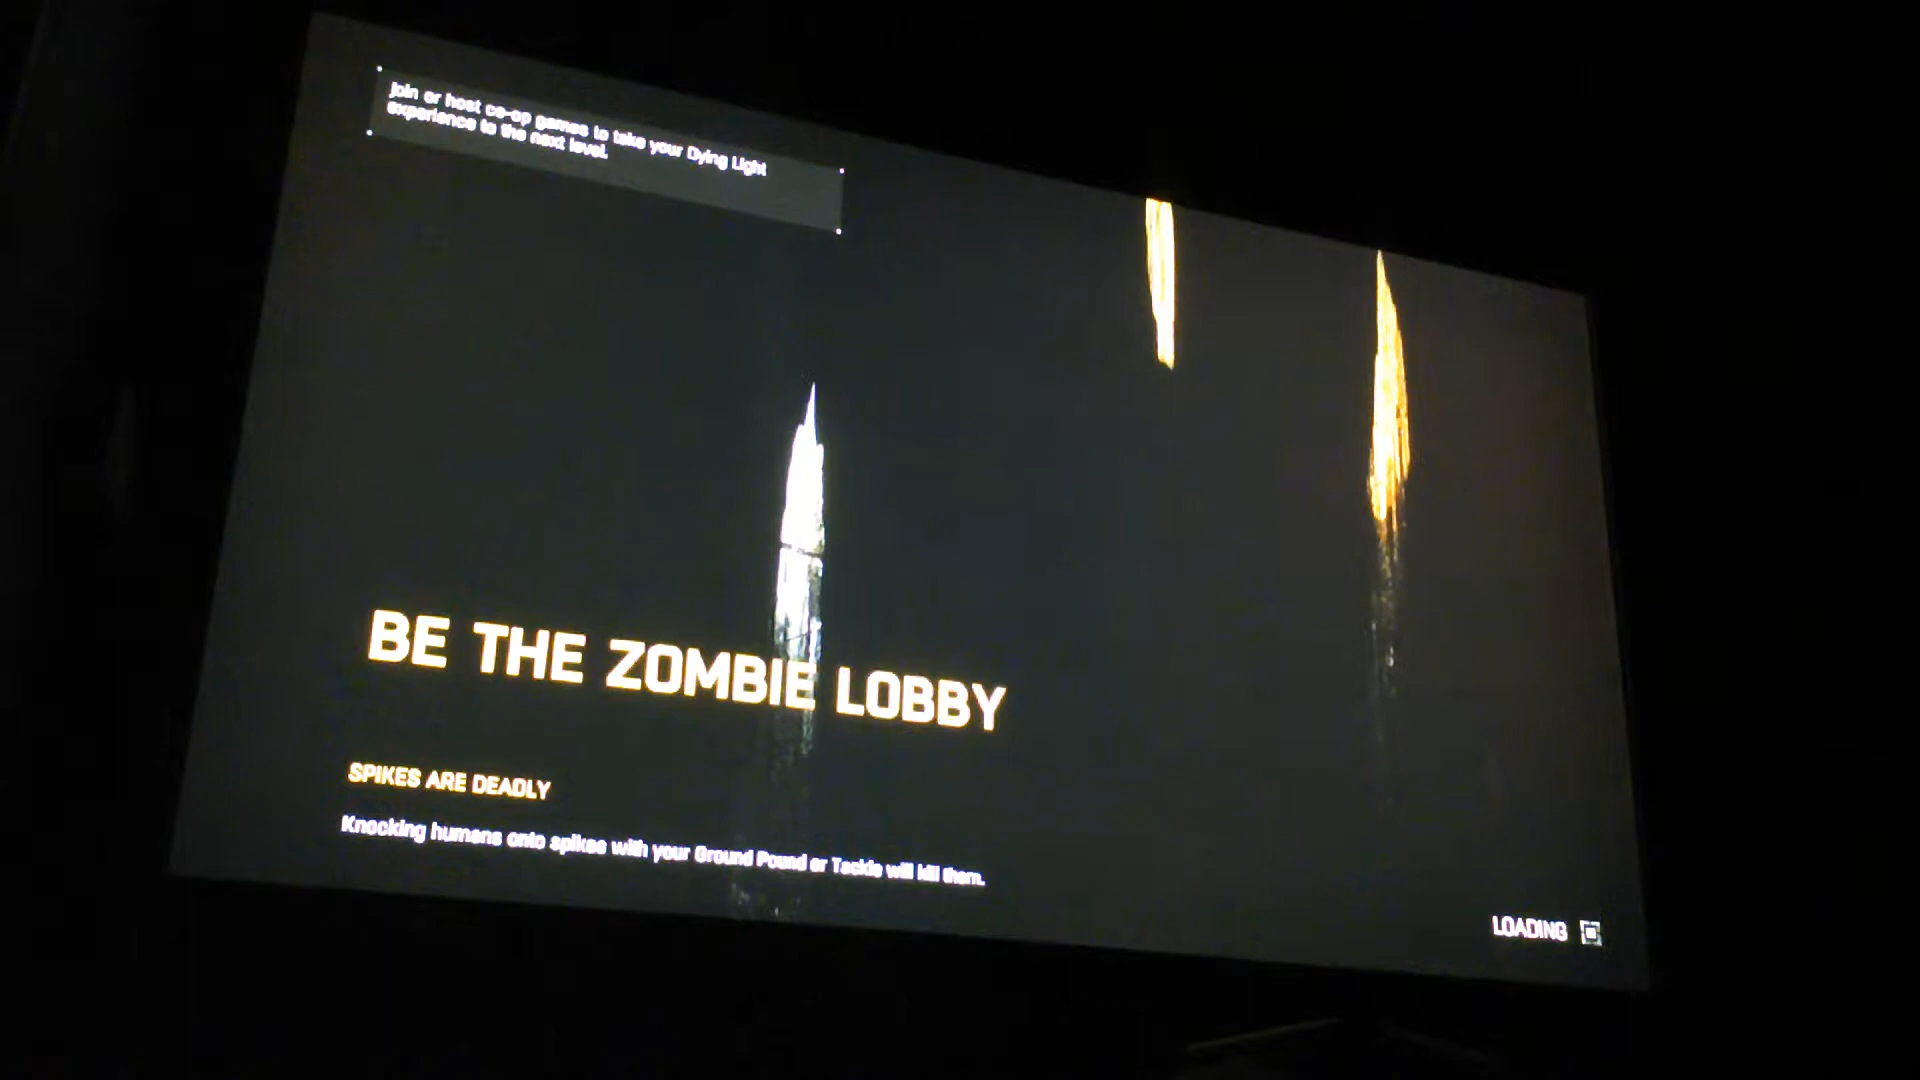 Join or host co-op games to take your Dying Light
experience to the next level.
BE THE ZOMBIE LOBBY
SPIKES ARE DEADLY
Knocking humans onto spikes with your Ground Pound or Tackle will kill them.
LOADING